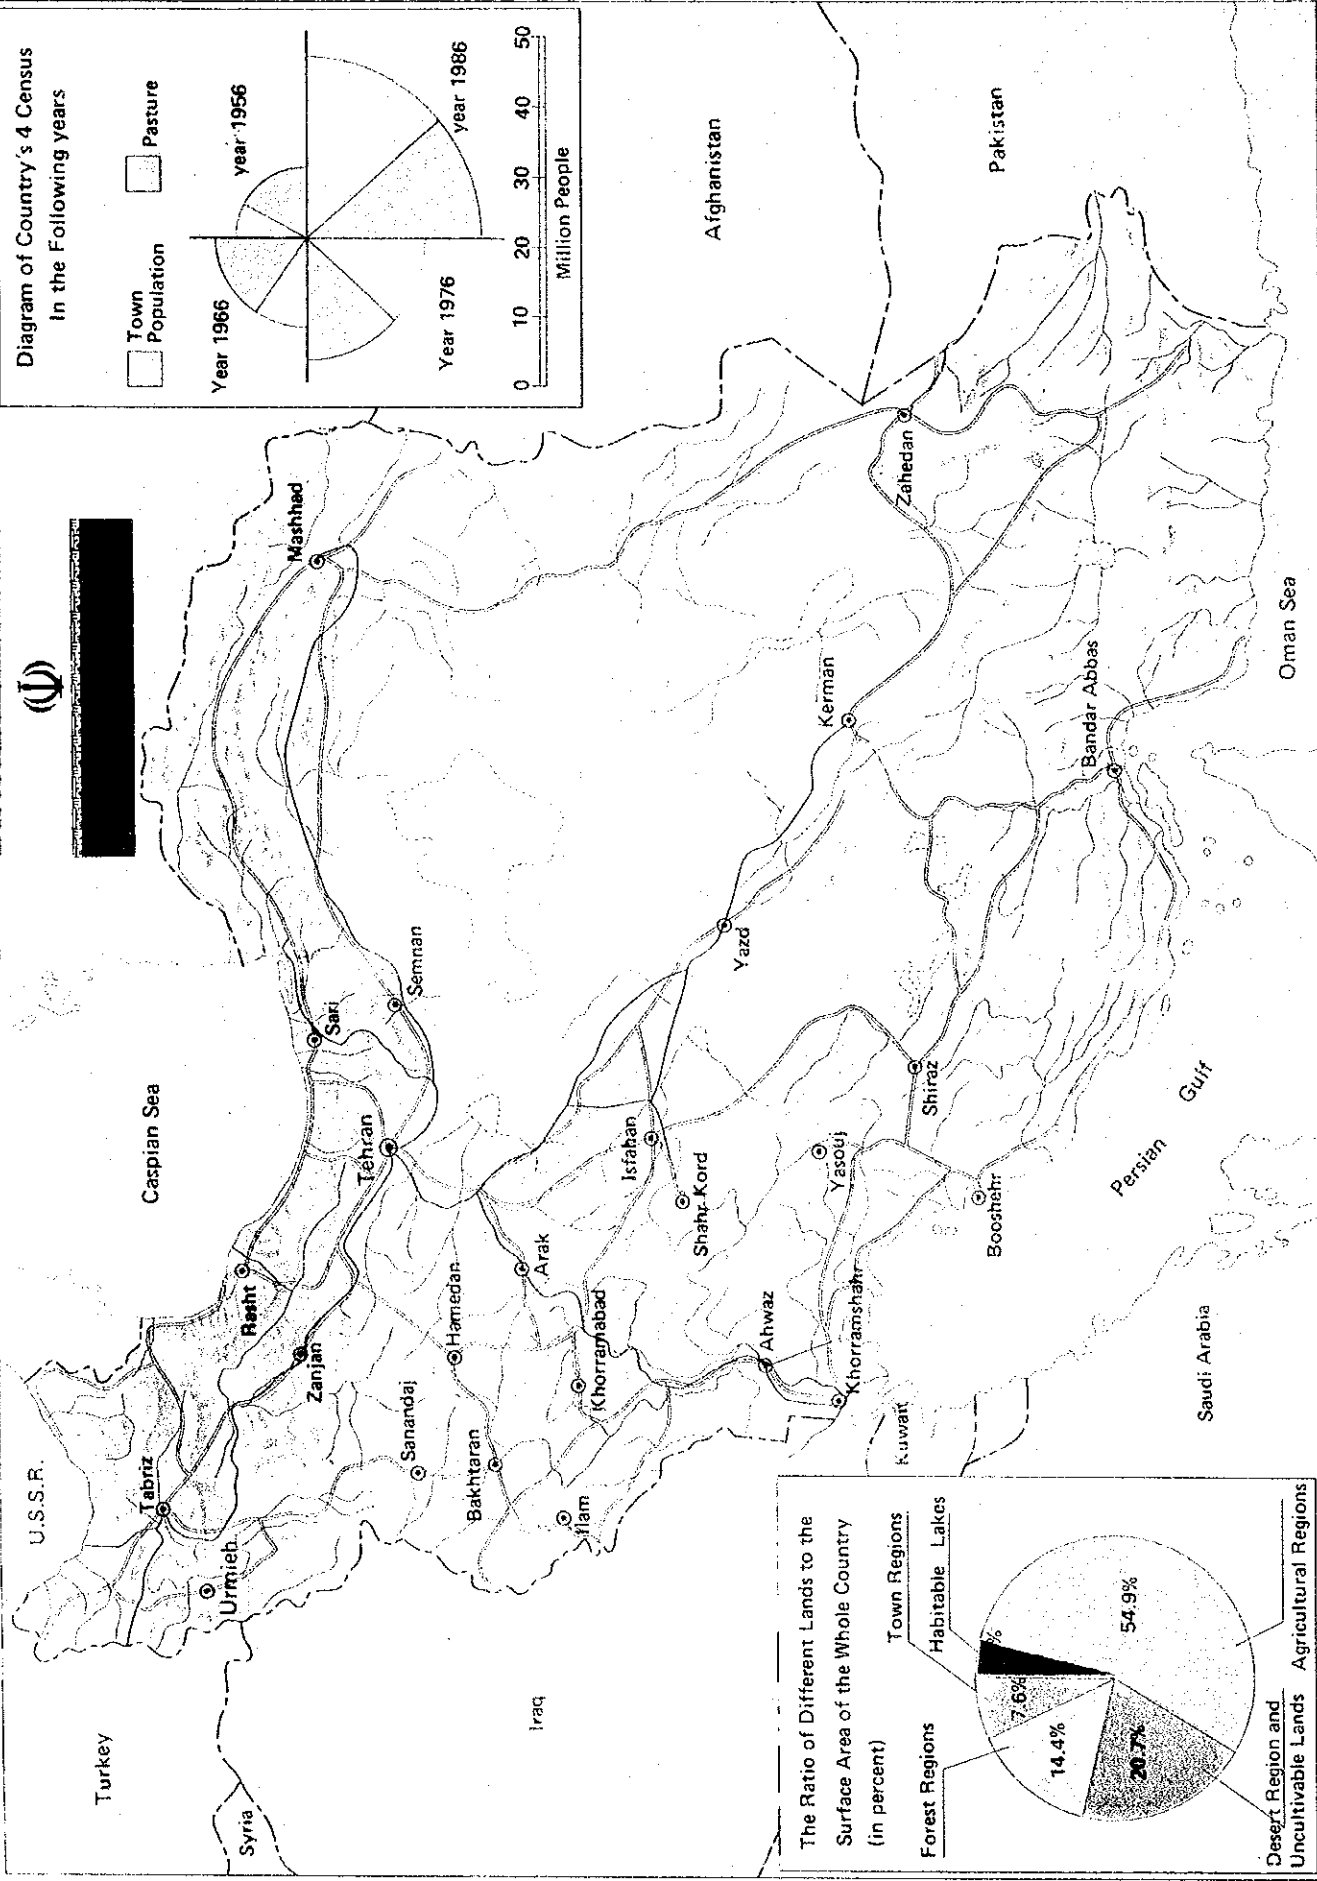 Diagram of Country's 4 Census
In the Following years
Town
Population
Pasture
Year 1966
year 1956
Year 1976
year 1986
0 10 20 30 40 50
Million People
U.S.S.R.
Turkey
Syria
Iraq
Caspian Sea
Afghanistan
Pakistan
Tabriz
Urmieh
Rasht
Zanjan
Sari
Semnan
Tehran
Mashhad
Sanandaj
Hamedan
Bakhtaran
Arak
Ilam
Khorramabad
Isfahan
Shahr Kord
Yazd
Ahwaz
Khorramshahr
Yasouj
Kerman
Zahedan
Shiraz
Booshehr
Bandar Abbas
Kuwait
Saudi Arabia
Persian Gulf
Oman Sea
The Ratio of Different Lands to the
Surface Area of the Whole Country
(in percent)
Town Regions
Habitable Lakes
Forest Regions
7.6%
%
14.4%
54.9%
20.7%
Desert Region and
Uncultivable Lands
Agricultural Regions